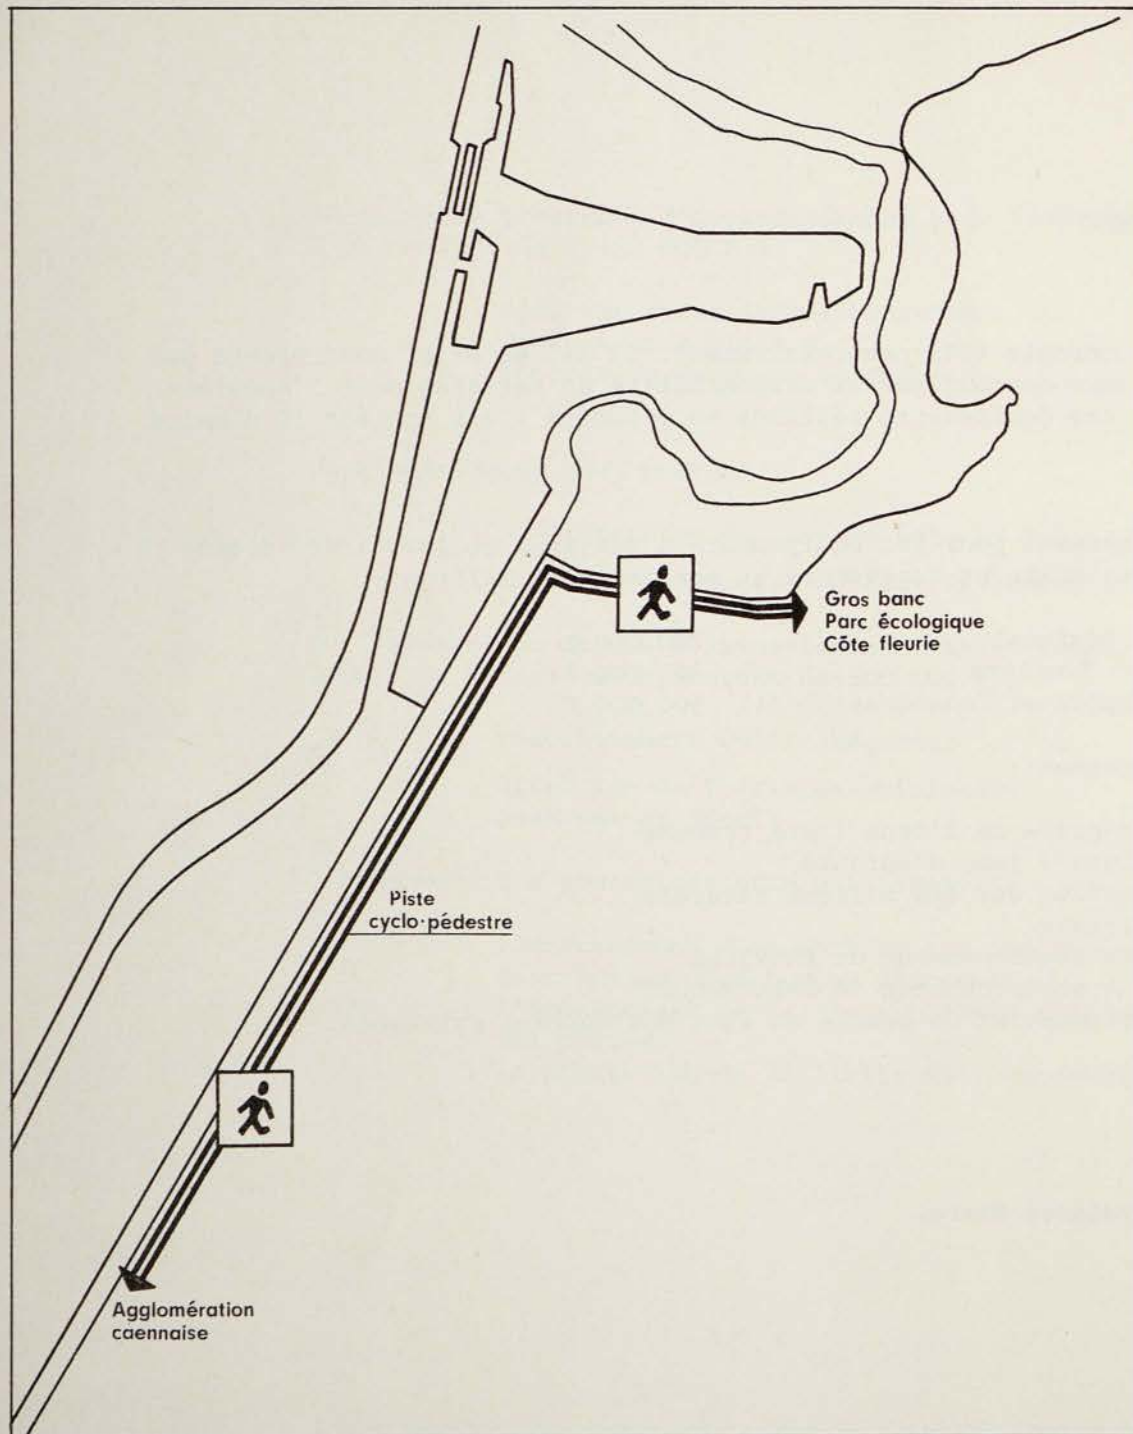 Gros banc
Parc écologique
Côte fleurie
Piste
cyclo·pédestre
Agglomération
caennaise